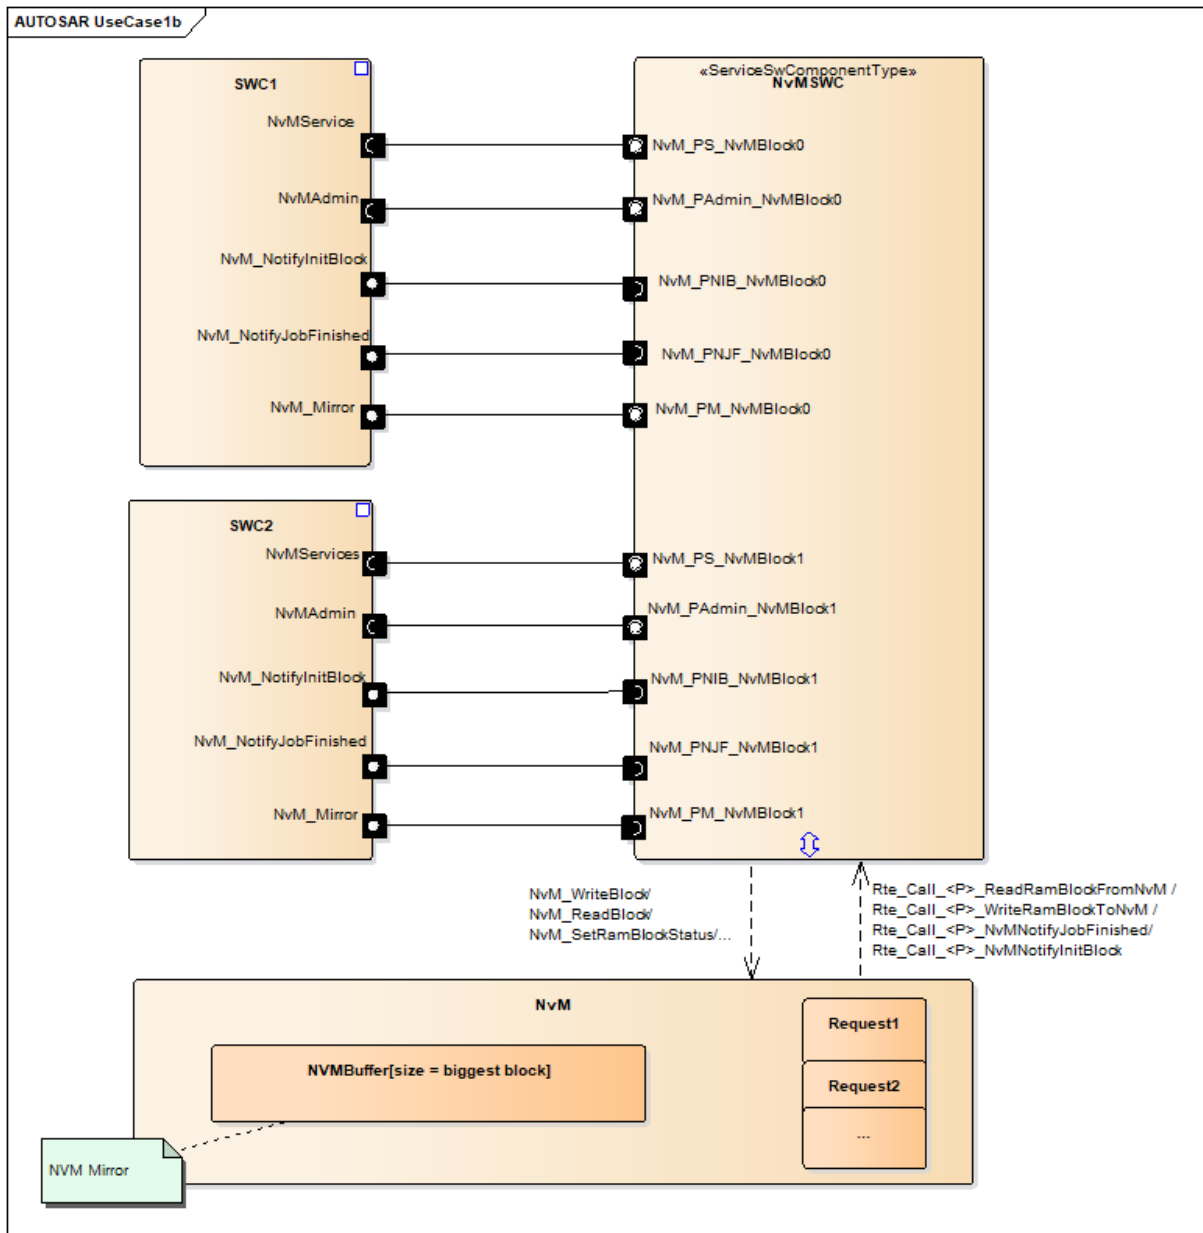 AUTOSAR UseCase1b
SWC1
NvMService
NvMAdmin
NvM_NotifyInitBlock
NvM_NotifyJobFinished
NvM_Mirror
«ServiceSwComponentType»
NvMSWC
NvM_PS_NvMBlock0
NvM_PAdmin_NvMBlock0
NvM_PNIB_NvMBlock0
NvM_PNJF_NvMBlock0
NvM_PM_NvMBlock0
SWC2
NvMServices
NvMAdmin
NvM_NotifyInitBlock
NvM_NotifyJobFinished
NvM_Mirror
NvM_PS_NvMBlock1
NvM_PAdmin_NvMBlock1
NvM_PNIB_NvMBlock1
NvM_PNJF_NvMBlock1
NvM_PM_NvMBlock1
NvM_WriteBlock/
NvM_ReadBlock/
NvM_SetRamBlockStatus/...
Rte_Call_<P>_ReadRamBlockFromNvM /
Rte_Call_<P>_WriteRamBlockToNvM /
Rte_Call_<P>_NvMNotifyJobFinished/
Rte_Call_<P>_NvMNotifyInitBlock
NvM
NVMBuffer[size = biggest block]
Request1
Request2
...
NVM Mirror